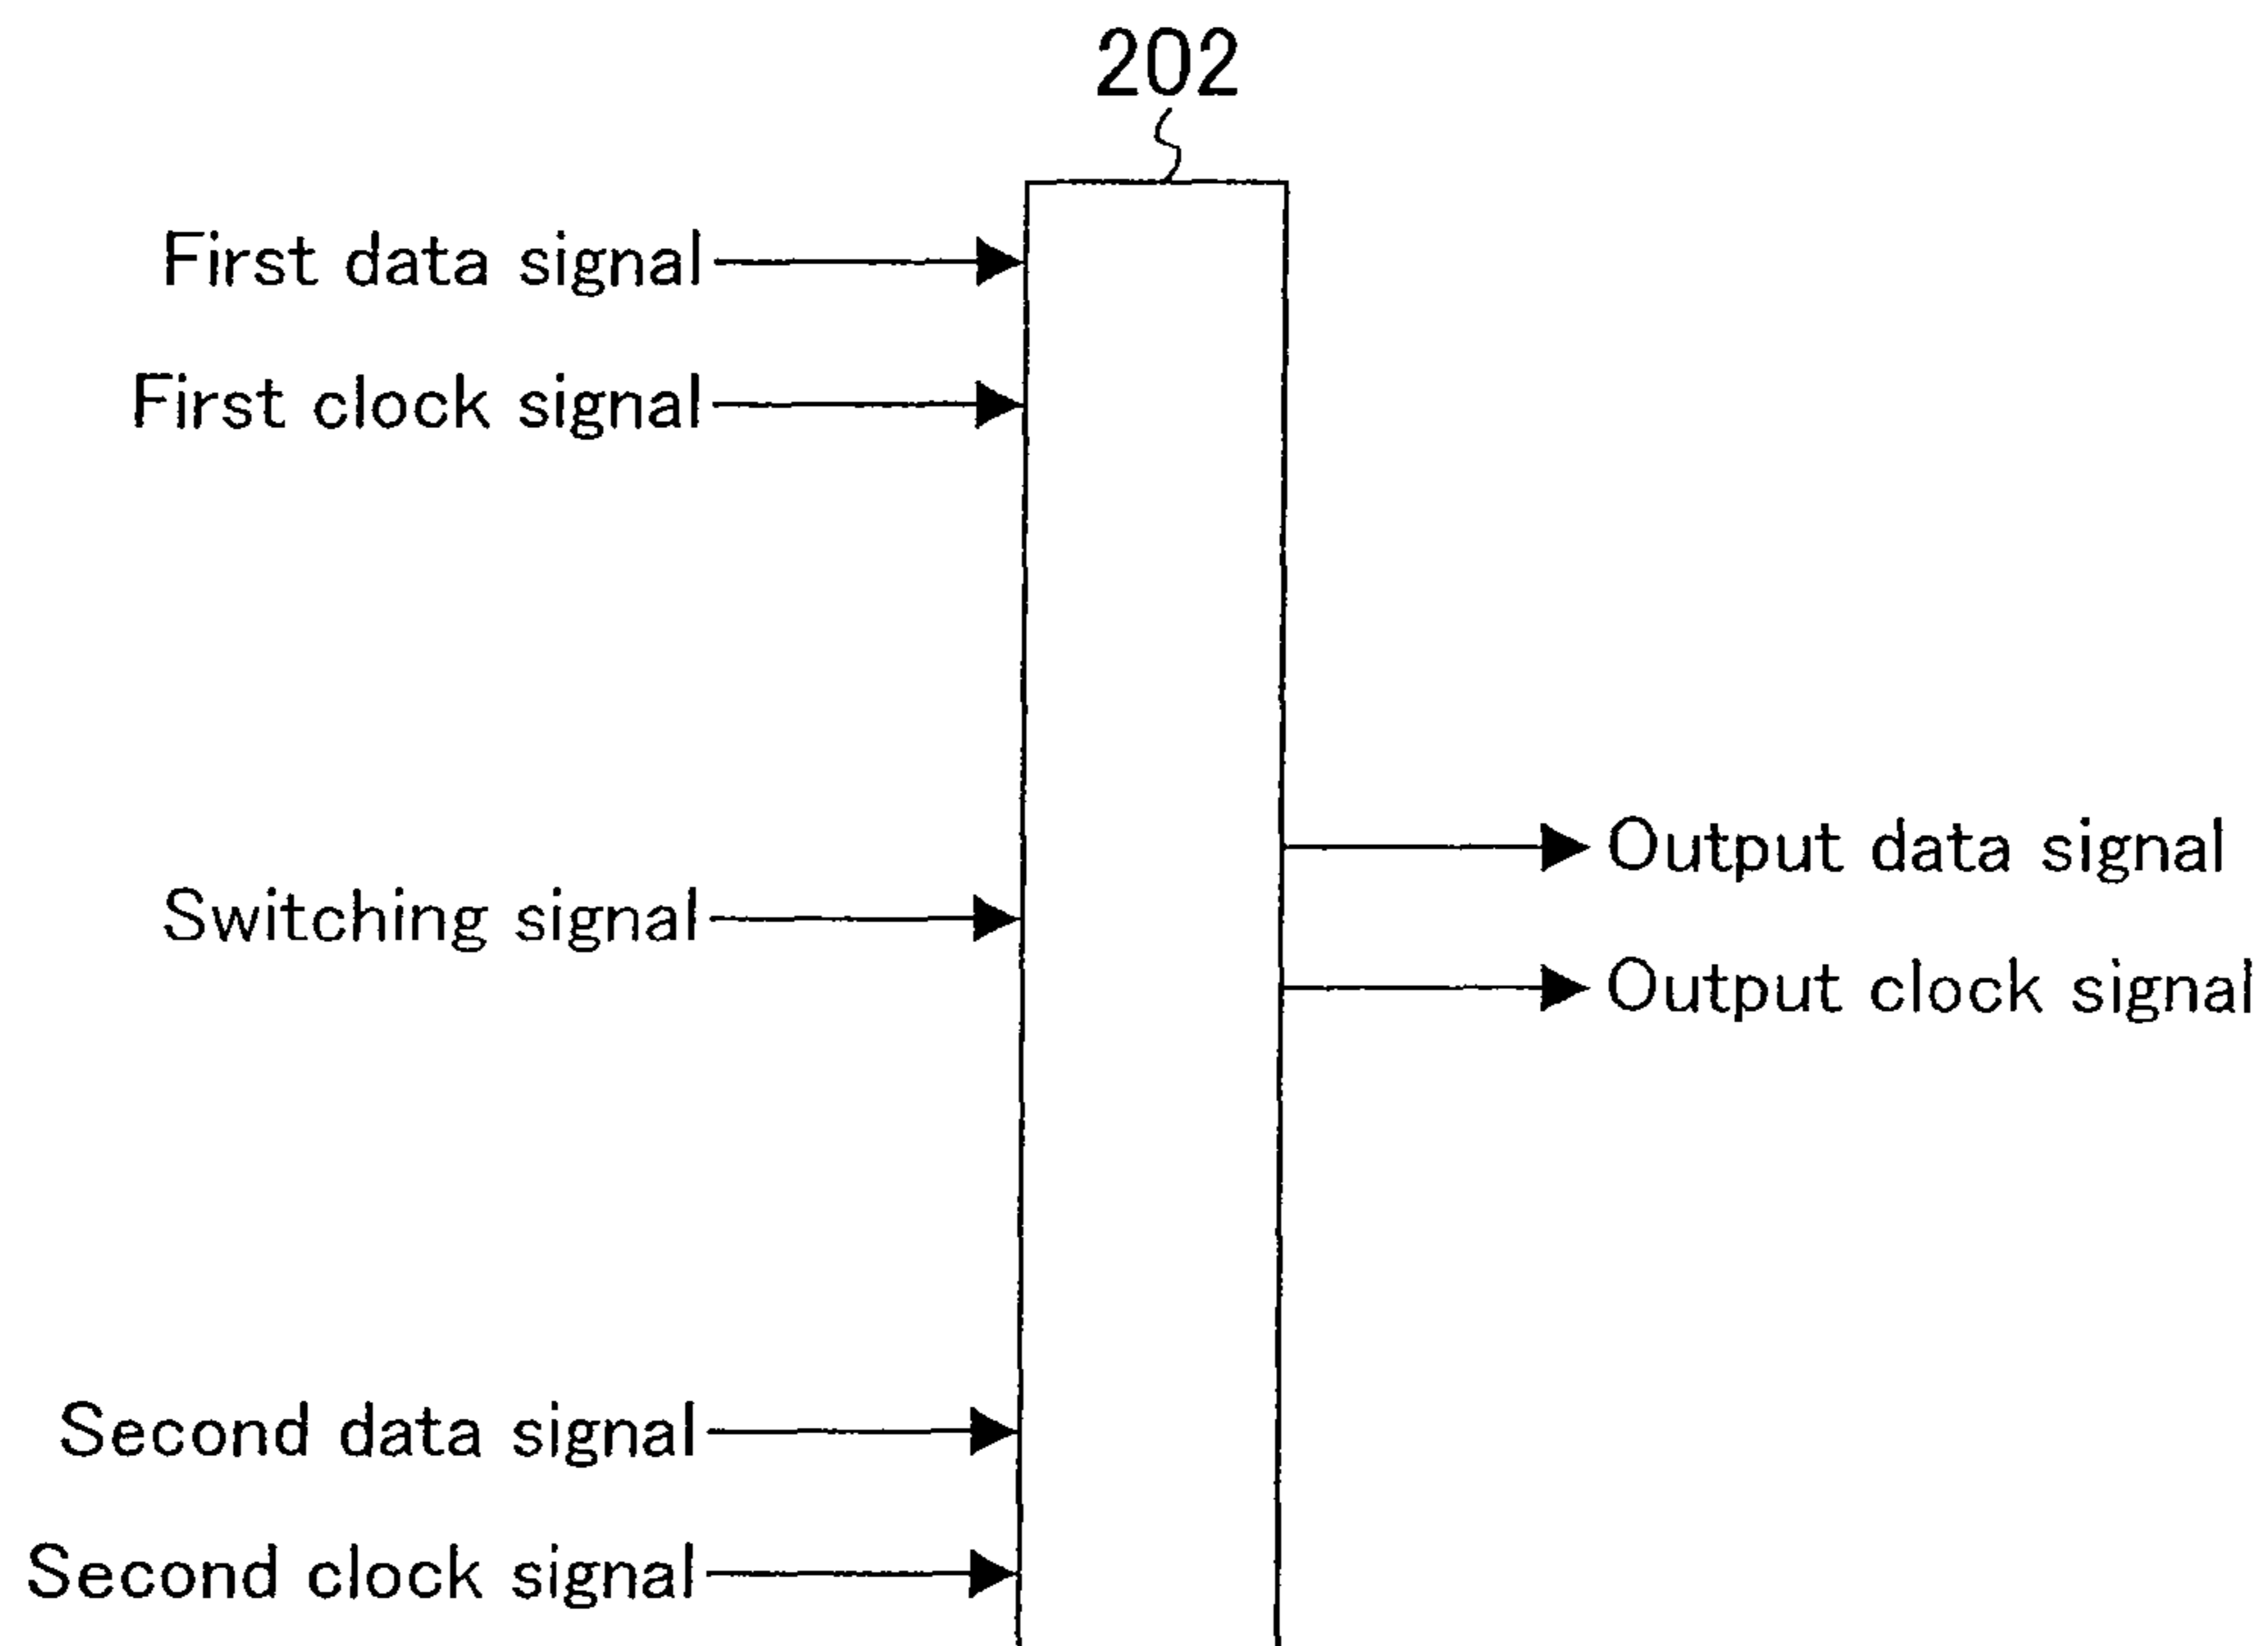 202
First data signal
First clock signal
Switching signal
Output data signal
Output clock signal
Second data signal
Second clock signal